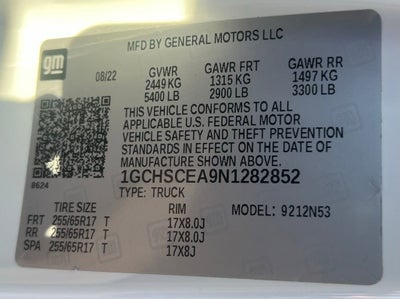 gm
MFD BY GENERAL MOTORS LLC
08/22 GVWR GAWR FRT GAWR RR
2449 KG 1315 KG 1497 KG
5400 LB 2900 LB 3300 LB
THIS VEHICLE CONFORMS TO ALL
APPLICABLE U.S. FEDERAL MOTOR
VEHICLE SAFETY AND THEFT PREVENTION
STANDARDS IN EFFECT ON THE DATE OF
MANUFACTURE SHOWN ABOVE.
8624
1GCHSCEA9N1282852
TYPE: TRUCK
TIRE SIZE RIM MODEL: 9212N53
FRT 255/65R17 T 17X8.0J
RR 255/65R17 T 17X8.0J
SPA 255/65R17 T 17X8J